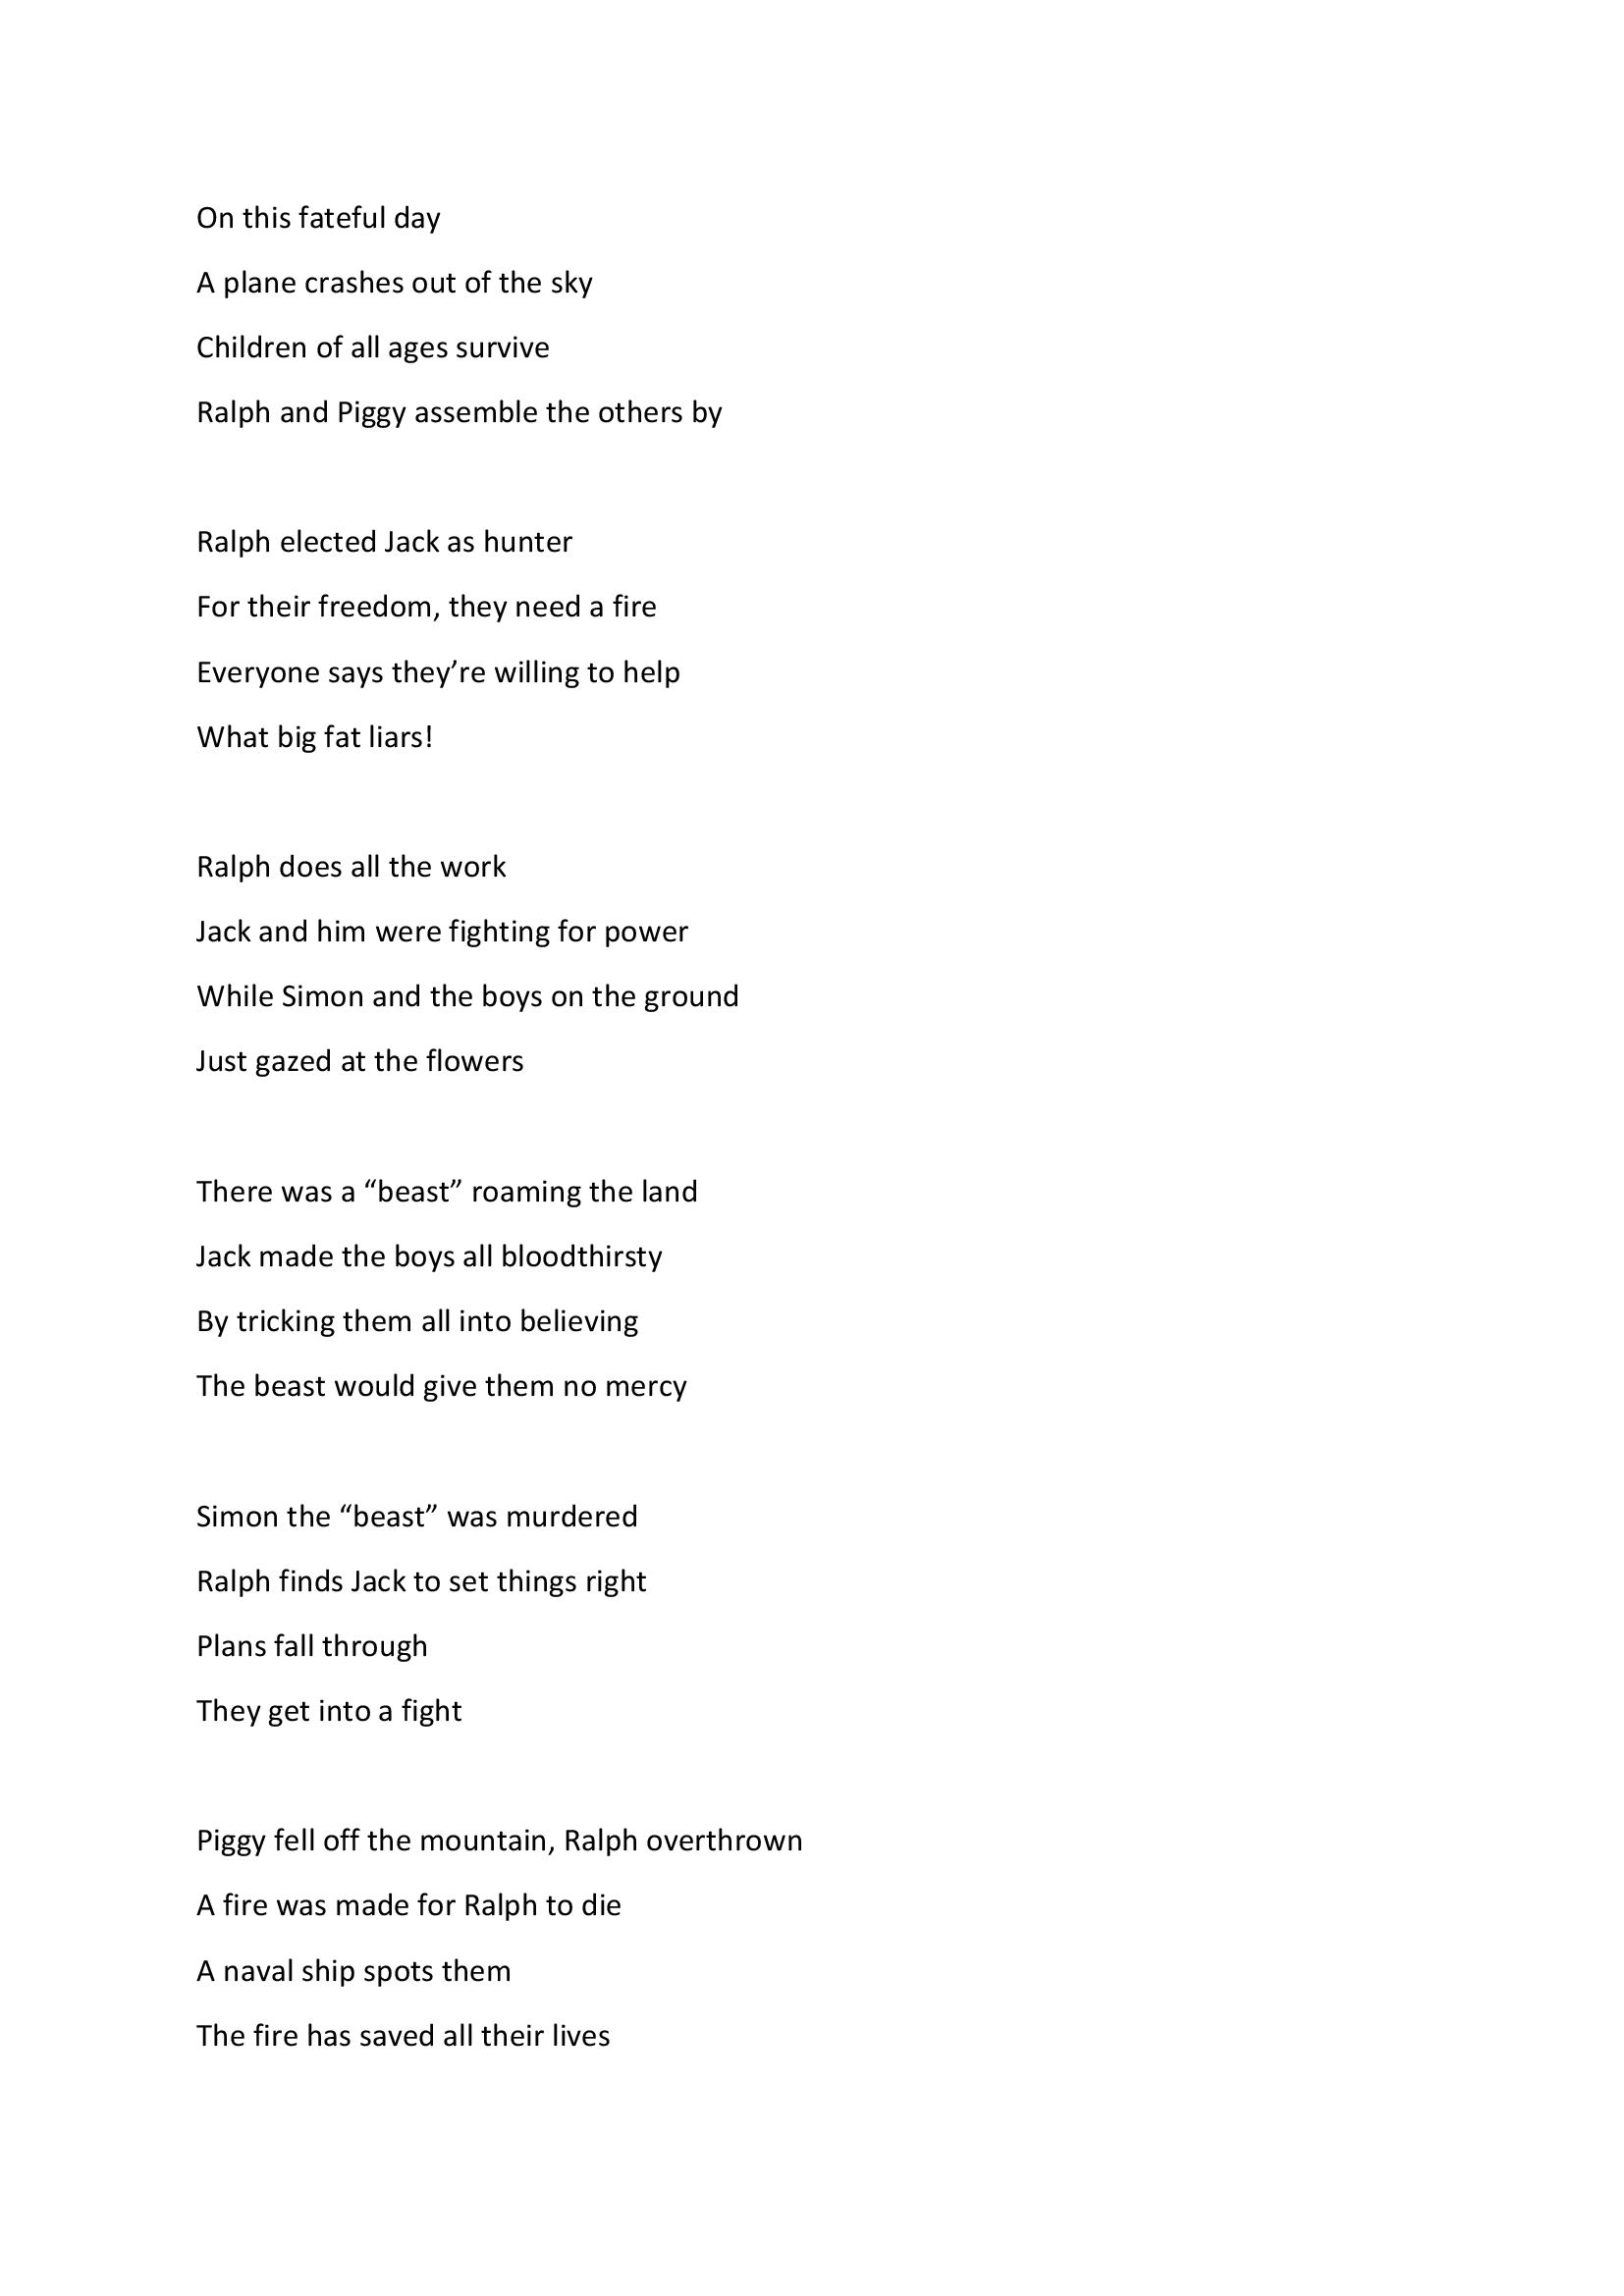 On this fateful day
A plane crashes out of the sky
Children of all ages survive
Ralph and Piggy assemble the others by
Ralph elected Jack as hunter
For their freedom, they need a fire
Everyone says they’re willing to help
What big fat liars!
Ralph does all the work
Jack and him were fighting for power
While Simon and the boys on the ground
Just gazed at the flowers
There was a “beast” roaming the land
Jack made the boys all bloodthirsty
By tricking them all into believing
The beast would give them no mercy
Simon the “beast” was murdered
Ralph finds Jack to set things right
Plans fall through
They get into a fight
Piggy fell off the mountain, Ralph overthrown
A fire was made for Ralph to die
A naval ship spots them
The fire has saved all their lives